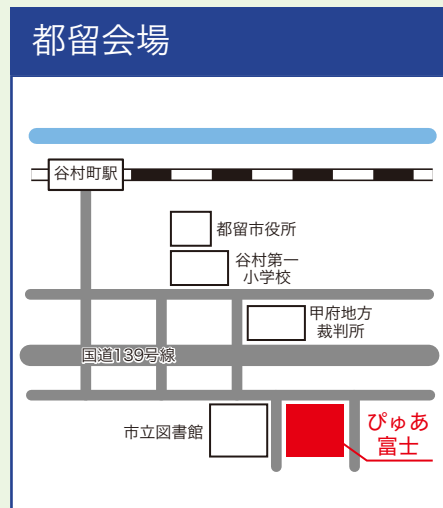 都留会場
谷村町駅
都留市役所
谷村第一
小学校
甲府地方
裁判所
国道139号線
市立図書館
ぴゅあ
富士